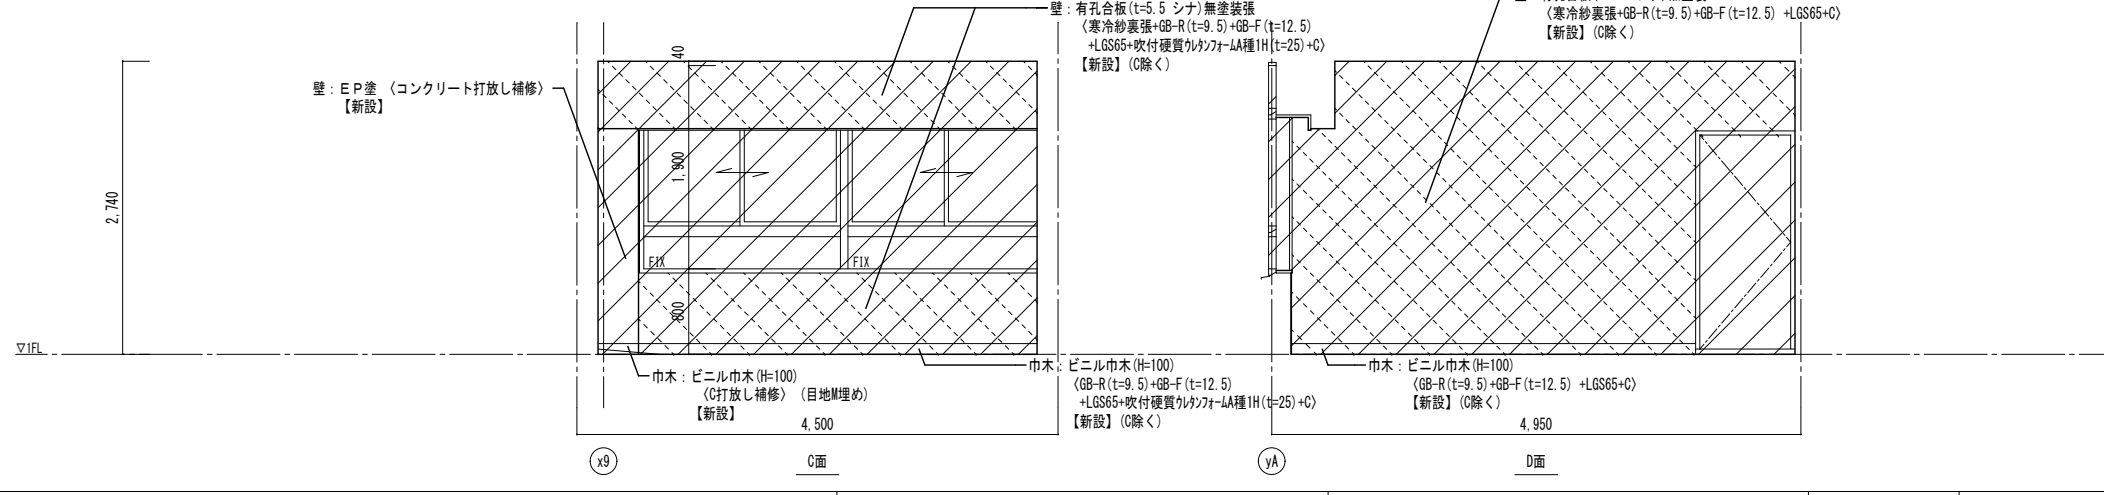 壁：有孔合板(t=5.5 シナ)無塗装張
〈寒冷紗裏張+GB-R(t=9.5)+GB-F(t=12.5)
+LGS65+吹付硬質ウレタンフォームA種1H(t=25)+C〉
【新設】(C除く)
〈寒冷紗裏張+GB-R(t=9.5)+GB-F(t=12.5) +LGS65+C〉
【新設】(C除く)
壁：ＥＰ塗 〈コンクリート打放し補修〉
【新設】
2,740
40
1,900
800
FIX
FIX
▽1FL
巾木：ビニル巾木(H=100)
〈C打放し補修〉 (目地M埋め)
【新設】
巾木：ビニル巾木(H=100)
〈GB-R(t=9.5)+GB-F(t=12.5)
+LGS65+吹付硬質ウレタンフォームA種1H(t=25)+C〉
【新設】(C除く)
巾木：ビニル巾木(H=100)
〈GB-R(t=9.5)+GB-F(t=12.5) +LGS65+C〉
【新設】(C除く)
4,500
4,950
x9
C面
yA
D面